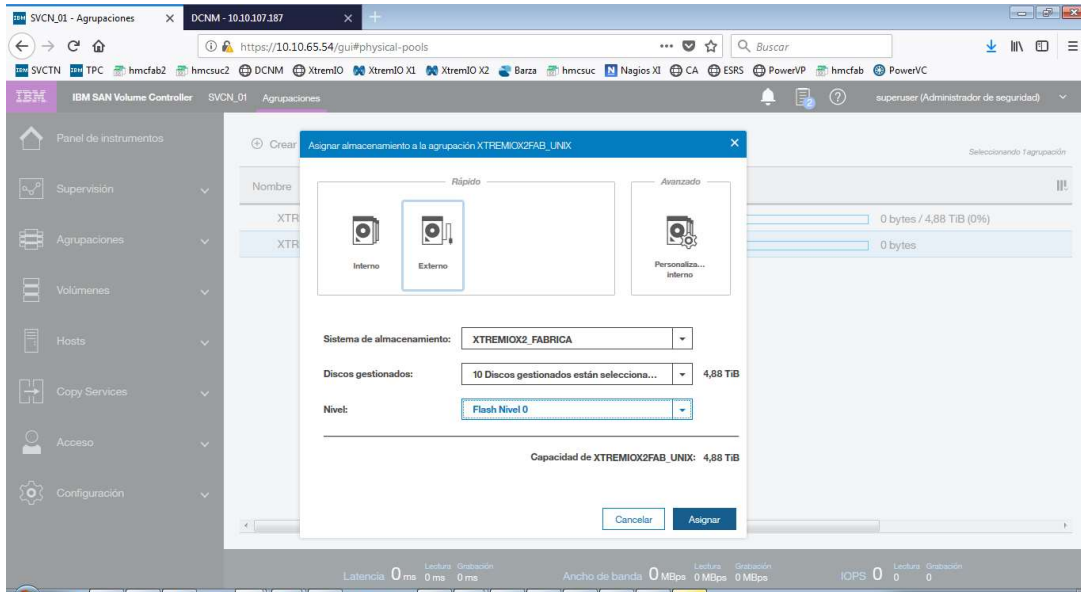 SVCN_01 - Agrupaciones
DCNM - 10.10.107.187
https://10.10.65.54/gui#physical-pools
Buscar
SVCTN TPC hmcfab2 hmcsuc2 DCNM XtremIO XtremIO X1 XtremIO X2 Barza hmcsuc Nagios XI CA ESRS PowerVP hmcfab PowerVC
IBM IBM SAN Volume Controller SVCN_01 Agrupaciones
2
superuser (Administrador de seguridad)
Panel de instrumentos
Supervisión
Agrupaciones
Volúmenes
Hosts
Copy Services
Acceso
Configuración
Crear
Seleccionando 1 agrupación
Nombre
XTR
0 bytes / 4,88 TiB (0%)
XTR
0 bytes
Asignar almacenamiento a la agrupación XTREMIOX2FAB_UNIX
Rápido
Avanzado
Interno
Externo
Personaliza...
interno
Sistema de almacenamiento: XTREMIOX2_FABRICA
Discos gestionados: 10 Discos gestionados están selecciona... 4,88 TiB
Nivel: Flash Nivel 0
Capacidad de XTREMIOX2FAB_UNIX: 4,88 TiB
Cancelar
Asignar
Latencia 0 ms Lectura 0 ms Grabación 0 ms
Ancho de banda 0 MBps Lectura 0 MBps Grabación 0 MBps
IOPS 0 Lectura 0 Grabación 0